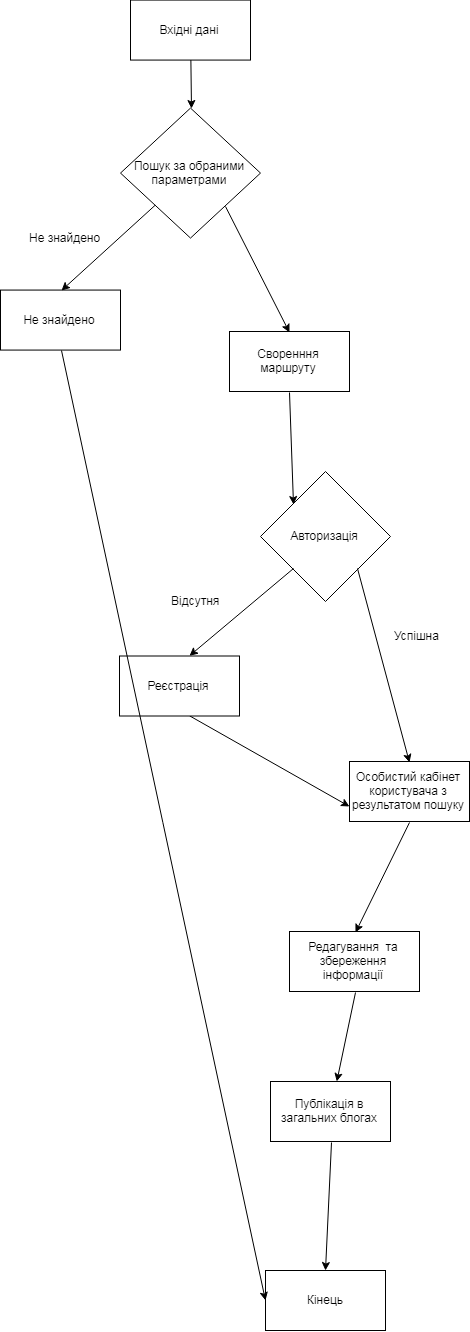 Вхідні дані
Пошук за обраними
параметрами
Не знайдено
Не знайдено
Своренння
маршруту
Авторизація
Відсутня
Успішна
Реєстрація
Особистий кабінет
користувача з
результатом пошуку
Редагування та
збереження
інформації
Публікація в
загальних блогах
Кінець